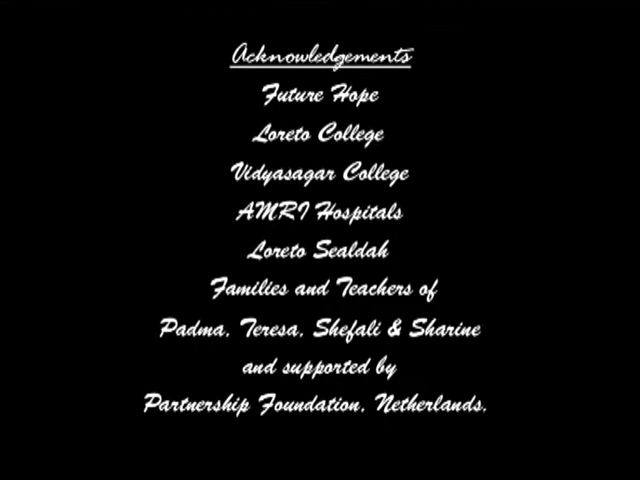 Acknowledgements
Future Hope
Loreto College
Vidyasagar College
AMRI Hospitals
Loreto Sealdah
Families and Teachers of
Padma, Teresa, Shefali & Sharine
and supported by
Partnership Foundation, Netherlands.